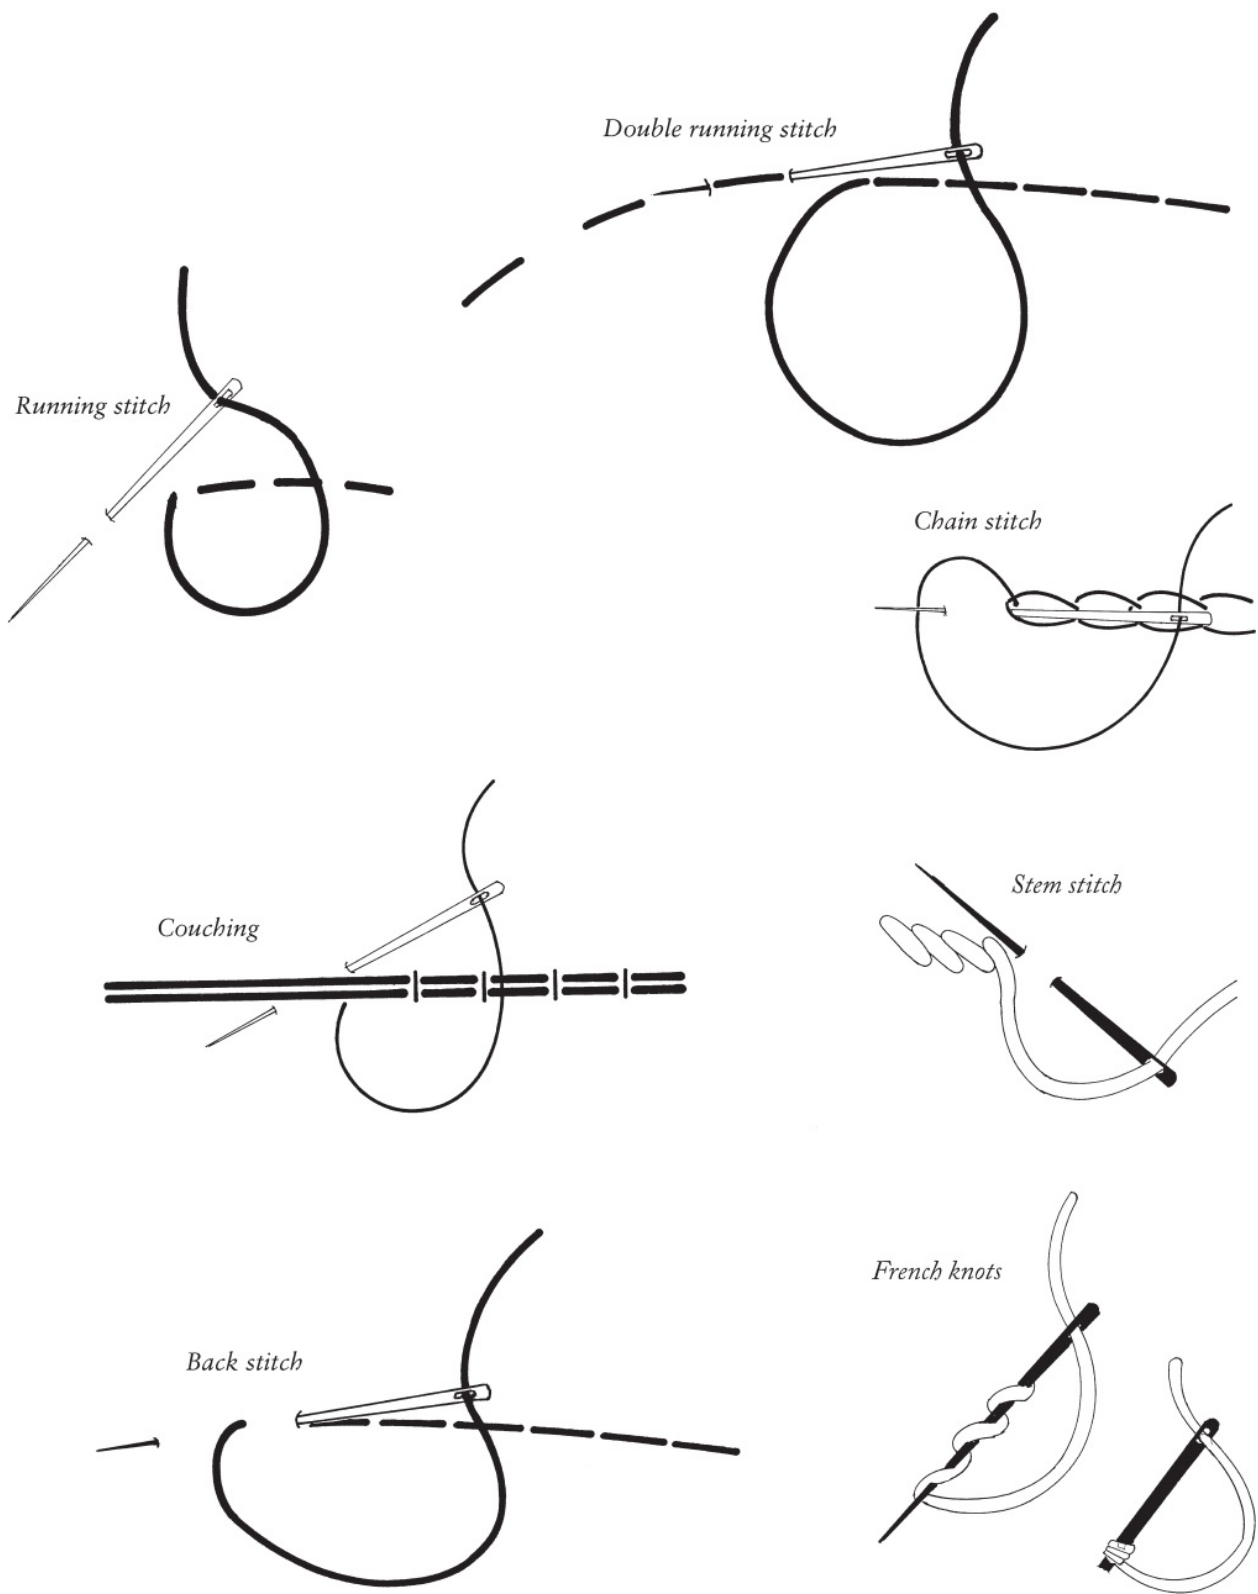 Double running stitch
Running stitch
Chain stitch
Couching
Stem stitch
French knots
Back stitch